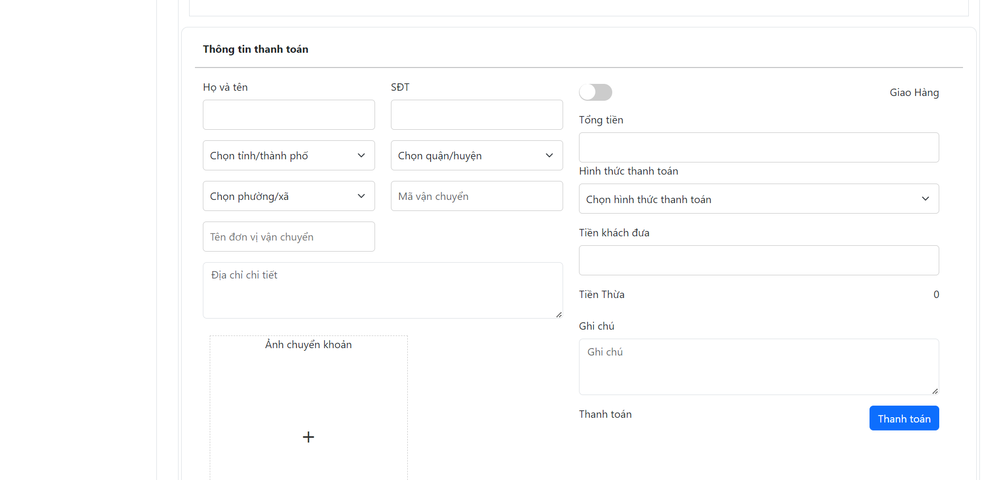 Thông tin thanh toán
Họ và tên
SĐT
Chọn tỉnh/thành phố
Chọn quận/huyện
Chọn phường/xã
Mã vận chuyển
Tên đơn vị vận chuyển
Địa chỉ chi tiết
Ảnh chuyển khoản
+
Giao Hàng
Tổng tiền
Hình thức thanh toán
Chọn hình thức thanh toán
Tiền khách đưa
Tiền Thừa 0
Ghi chú
Ghi chú
Thanh toán
Thanh toán